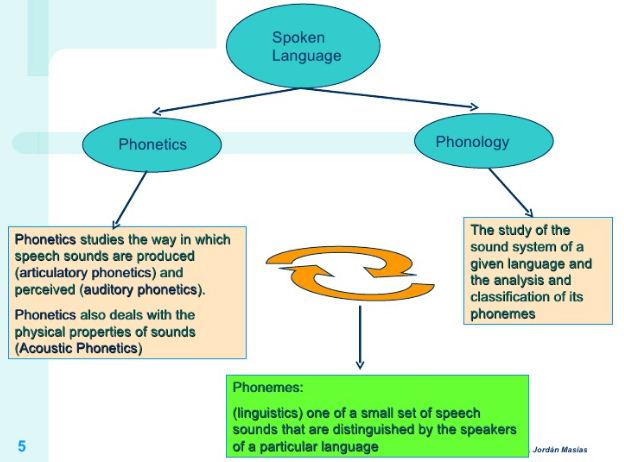 Spoken
Language
Phonetics
Phonology
Phonetics studies the way in which
speech sounds are produced
(articulatory phonetics) and
perceived (auditory phonetics).
Phonetics also deals with the
physical properties of sounds
(Acoustic Phonetics)
The study of the
sound system of a
given language and
the analysis and
classification of its
phonemes
Phonemes:
(linguistics) one of a small set of speech
sounds that are distinguished by the speakers
of a particular language
5
. Jordán Masías